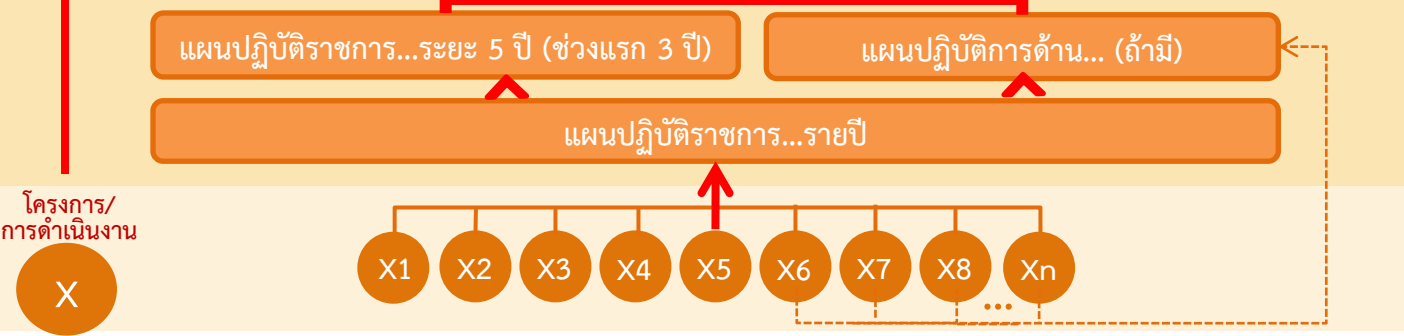 แผนปฏิบัติราชการ...ระยะ 5 ปี (ช่วงแรก 3 ปี)
แผนปฏิบัติการด้าน... (ถ้ามี)
แผนปฏิบัติราชการ...รายปี
โครงการ/
การดำเนินงาน
X
X1 X2 X3 X4 X5 X6 X7 X8 Xn
...